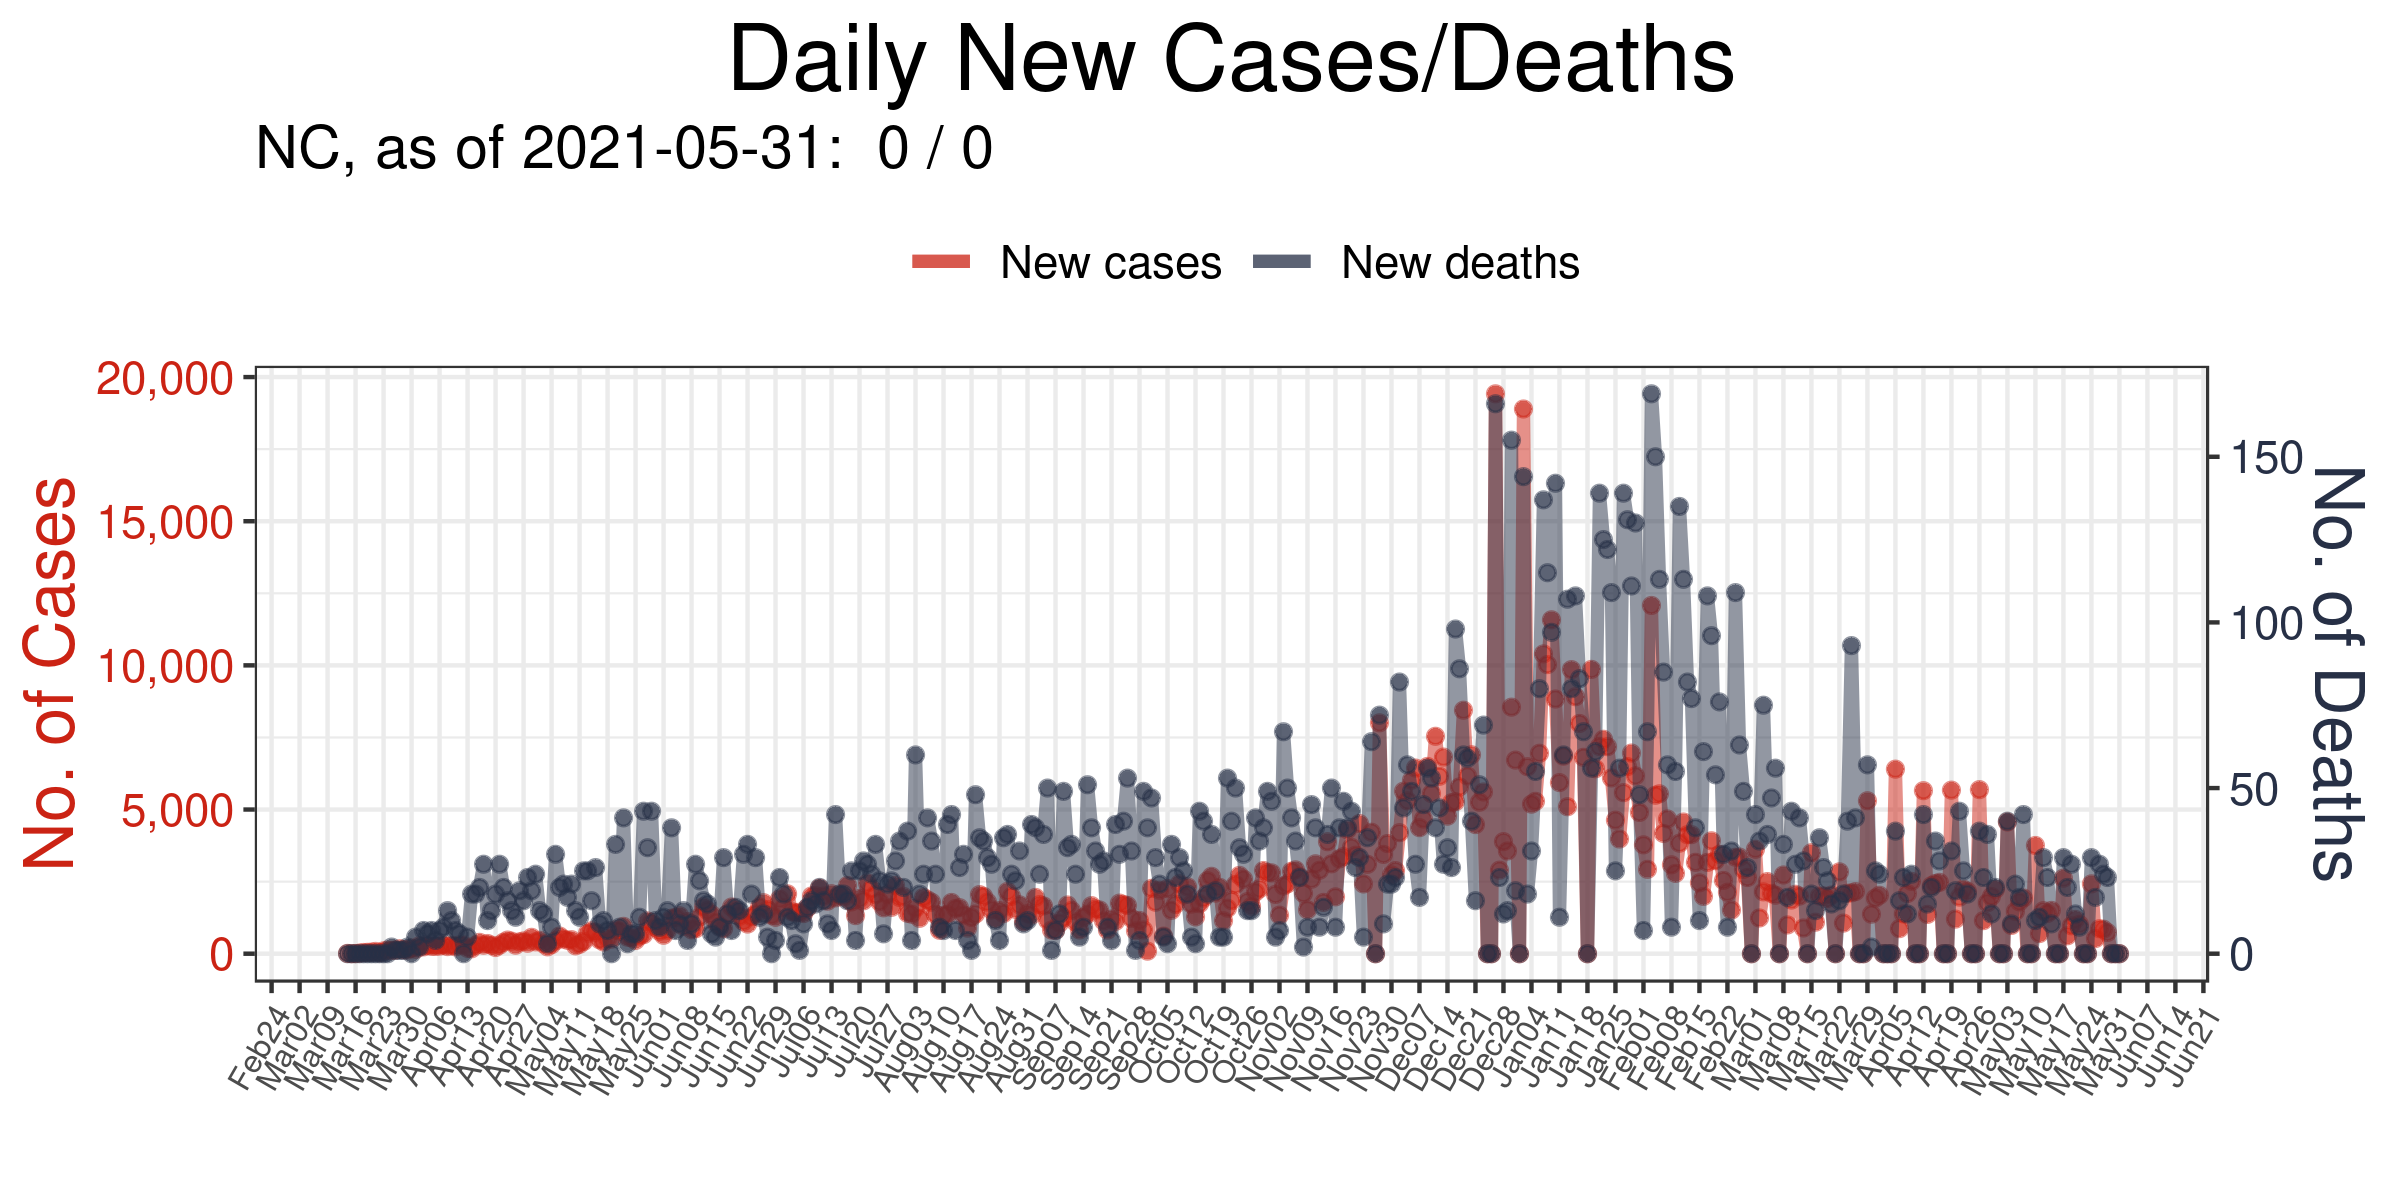 Daily New Cases/Deaths
NC, as of 2021-05-31: 0 / 0
New cases New deaths
No. of Cases
20,000
15,000
10,000
5,000
0
150
100
50
0
No. of Deaths
Feb24 Mar02 Mar09 Mar16 Mar23 Mar30 Apr06 Apr13 Apr20 Apr27 May04 May11 May18 May25 Jun01 Jun08 Jun15 Jun22 Jun29 Jul06 Jul13 Jul20 Jul27 Aug03 Aug10 Aug17 Aug24 Aug31 Sep07 Sep14 Sep21 Sep28 Oct05 Oct12 Oct19 Oct26 Nov02 Nov09 Nov16 Nov23 Nov30 Dec07 Dec14 Dec21 Dec28 Jan04 Jan11 Jan18 Jan25 Feb01 Feb08 Feb15 Feb22 Mar01 Mar08 Mar15 Mar22 Mar29 Apr05 Apr12 Apr19 Apr26 May03 May10 May17 May24 May31 Jun07 Jun14 Jun21